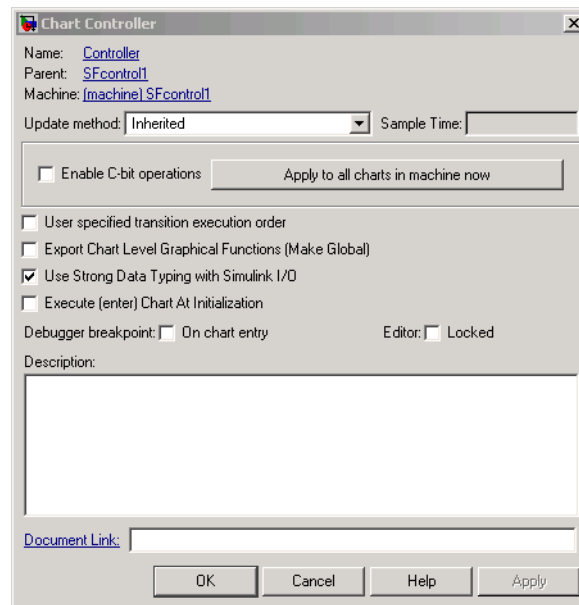 Chart Controller
Name: Controller
Parent: SFcontrol1
Machine: (machine) SFcontrol1
Update method: Inherited Sample Time:
Enable C-bit operations Apply to all charts in machine now
User specified transition execution order
Export Chart Level Graphical Functions (Make Global)
Use Strong Data Typing with Simulink I/O
Execute (enter) Chart At Initialization
Debugger breakpoint: On chart entry Editor: Locked
Description:
Document Link:
OK Cancel Help Apply